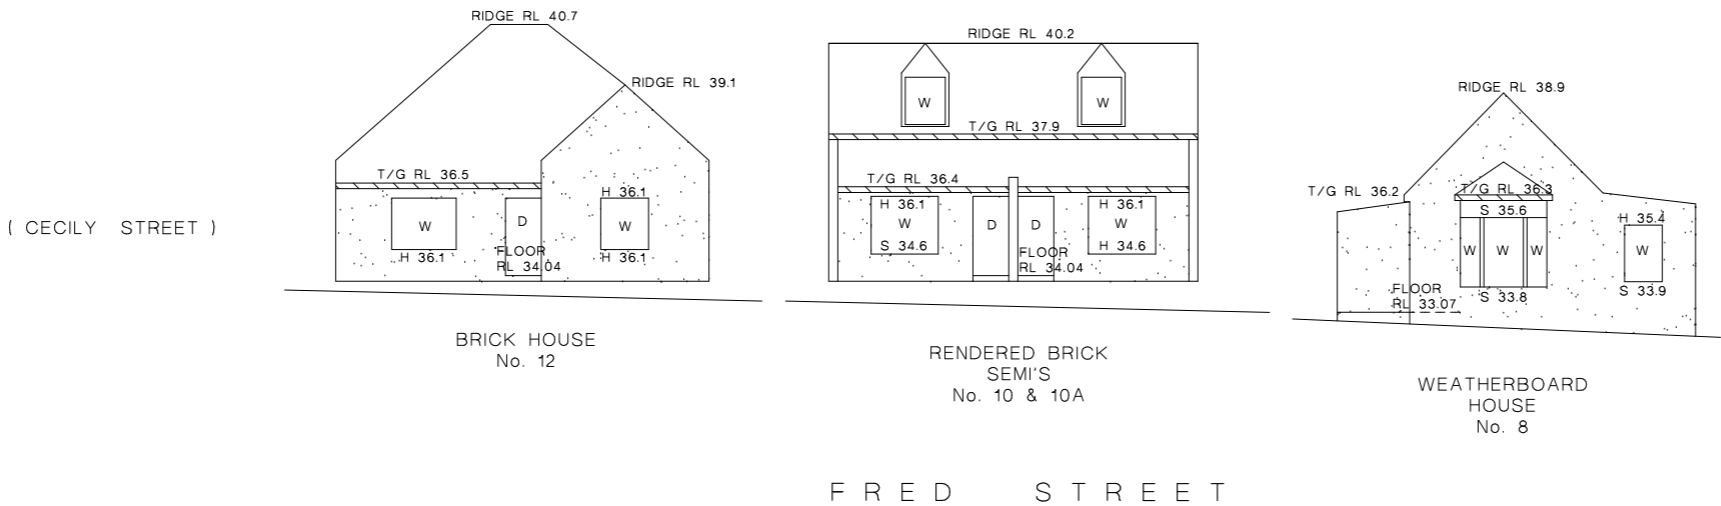 ( CECILY STREET )
RIDGE RL 40.7
RIDGE RL 39.1
T/G RL 36.5
H 36.1
W
D
W
H 36.1
FLOOR
RL 34.04
H 36.1
BRICK HOUSE
No. 12
RIDGE RL 40.2
W
W
T/G RL 37.9
T/G RL 36.4
H 36.1
H 36.1
W
D
D
W
S 34.6
H 34.6
FLOOR
RL 34.04
RENDERED BRICK
SEMI'S
No. 10 & 10A
RIDGE RL 38.9
T/G RL 36.2
T/G RL 36.3
S 35.6
H 35.4
W
W
W
W
FLOOR
RL 33.07
S 33.8
S 33.9
WEATHERBOARD
HOUSE
No. 8
FRED STREET